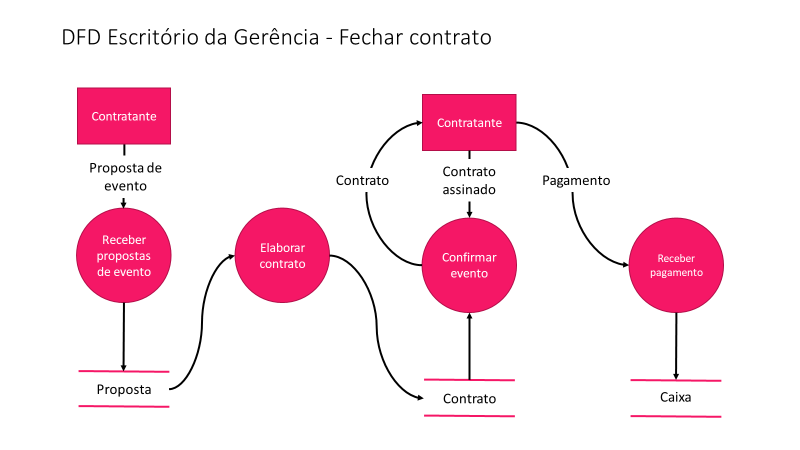 DFD Escritório da Gerência - Fechar contrato
Contratante
Proposta de
evento
Receber
propostas
de evento
Proposta
Elaborar
contrato
Contratante
Contrato
Contrato
assinado
Pagamento
Confirmar
evento
Contrato
Receber
pagamento
Caixa